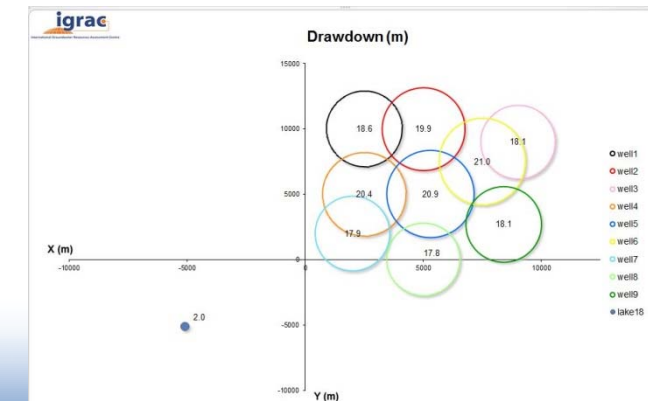 igrac
International Groundwater Resources Assessment Centre
Drawdown (m)
15000
10000
5000
0
-5000
-10000
X (m)
-10000
-5000
0
5000
10000
Y (m)
18.6
19.9
18.1
21.0
20.4
20.9
18.1
17.9
17.8
2.0
well1
well2
well3
well4
well5
well6
well7
well8
well9
lake18